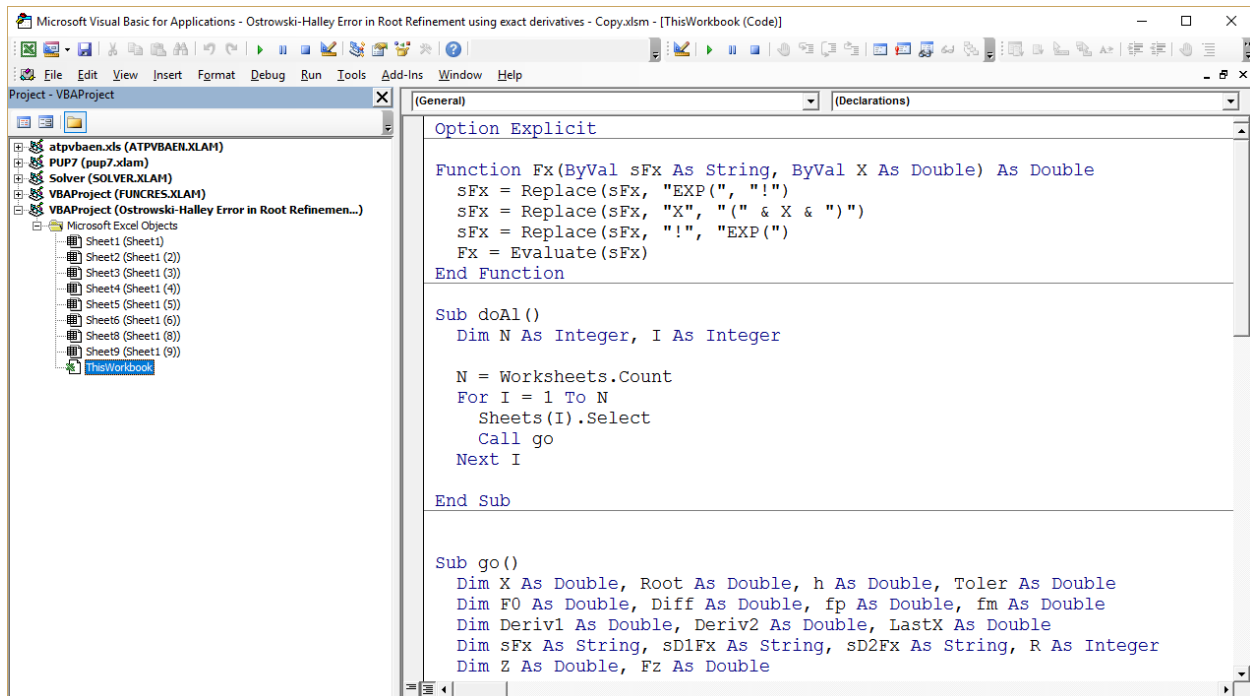 Microsoft Visual Basic for Applications - Ostrowski-Halley Error in Root Refinement using exact derivatives - Copy.xlsm - [ThisWorkbook (Code)]
File Edit View Insert Format Debug Run Tools Add-Ins Window Help
Project - VBAProject
atpvbaen.xls (ATPVBAEN.XLAM)
PUP7 (pup7.xlam)
Solver (SOLVER.XLAM)
VBAProject (FUNCRES.XLAM)
VBAProject (Ostrowski-Halley Error in Root Refinemen...)
Microsoft Excel Objects
Sheet1 (Sheet1)
Sheet2 (Sheet1 (2))
Sheet3 (Sheet1 (3))
Sheet4 (Sheet1 (4))
Sheet5 (Sheet1 (5))
Sheet6 (Sheet1 (6))
Sheet8 (Sheet1 (8))
Sheet9 (Sheet1 (9))
ThisWorkbook
(General) (Declarations)
Option Explicit
Function Fx(ByVal sFx As String, ByVal X As Double) As Double
sFx = Replace(sFx, "EXP(", "!")
sFx = Replace(sFx, "X", "(" & X & ")")
sFx = Replace(sFx, "!", "EXP(")
Fx = Evaluate(sFx)
End Function
Sub doAl()
Dim N As Integer, I As Integer
N = Worksheets.Count
For I = 1 To N
Sheets(I).Select
Call go
Next I
End Sub
Sub go()
Dim X As Double, Root As Double, h As Double, Toler As Double
Dim F0 As Double, Diff As Double, fp As Double, fm As Double
Dim Deriv1 As Double, Deriv2 As Double, LastX As Double
Dim sFx As String, sD1Fx As String, sD2Fx As String, R As Integer
Dim Z As Double, Fz As Double